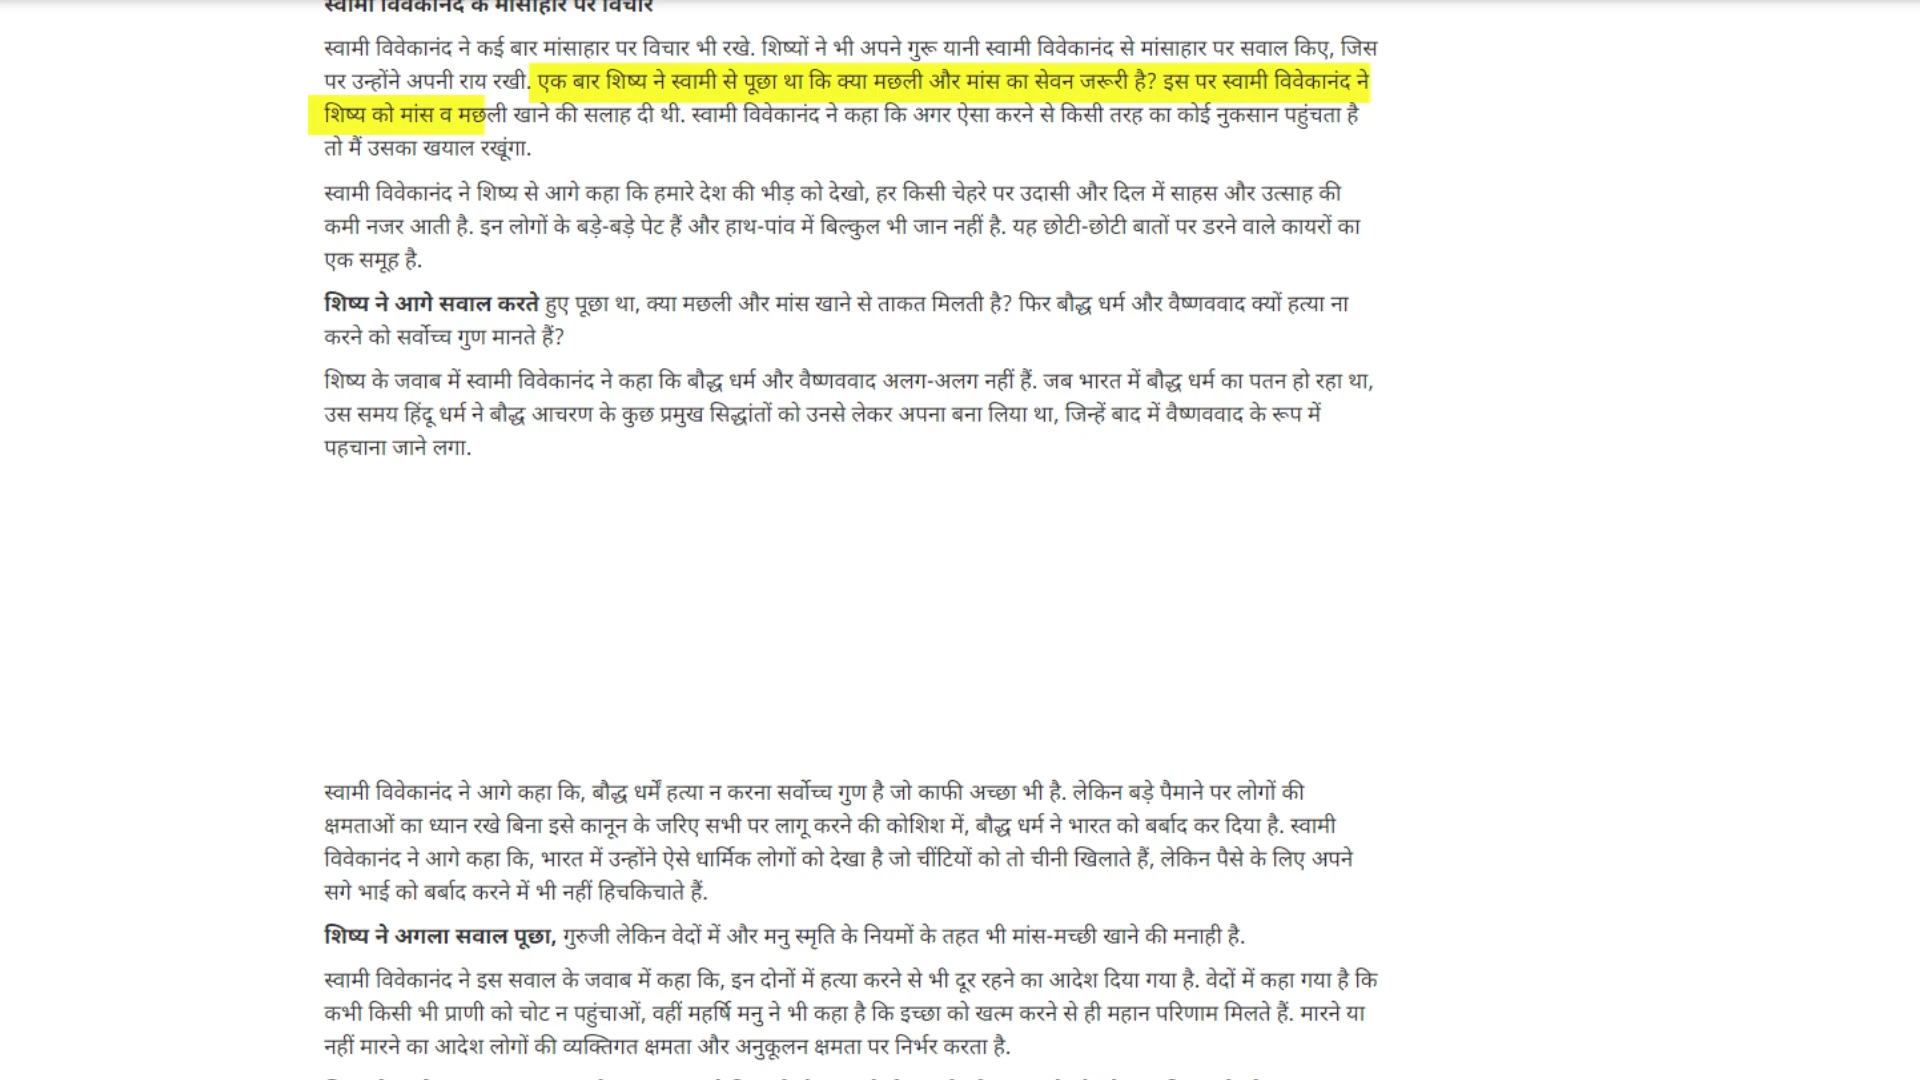 स्वामी विवेकानंद के मांसाहार पर विचार
स्वामी विवेकानंद ने कई बार मांसाहार पर विचार भी रखे. शिष्यों ने भी अपने गुरू यानी स्वामी विवेकानंद से मांसाहार पर सवाल किए, जिस
पर उन्होंने अपनी राय रखी. एक बार शिष्य ने स्वामी से पूछा था कि क्या मछली और मांस का सेवन जरूरी है? इस पर स्वामी विवेकानंद ने
शिष्य को मांस व मछली खाने की सलाह दी थी. स्वामी विवेकानंद ने कहा कि अगर ऐसा करने से किसी तरह का कोई नुकसान पहुंचता है
तो मैं उसका खयाल रखूंगा.
स्वामी विवेकानंद ने शिष्य से आगे कहा कि हमारे देश की भीड़ को देखो, हर किसी चेहरे पर उदासी और दिल में साहस और उत्साह की
कमी नजर आती है. इन लोगों के बड़े-बड़े पेट हैं और हाथ-पांव में बिल्कुल भी जान नहीं है. यह छोटी-छोटी बातों पर डरने वाले कायरों का
एक समूह है.
शिष्य ने आगे सवाल करते हुए पूछा था, क्या मछली और मांस खाने से ताकत मिलती है? फिर बौद्ध धर्म और वैष्णववाद क्यों हत्या ना
करने को सर्वोच्च गुण मानते हैं?
शिष्य के जवाब में स्वामी विवेकानंद ने कहा कि बौद्ध धर्म और वैष्णववाद अलग-अलग नहीं हैं. जब भारत में बौद्ध धर्म का पतन हो रहा था,
उस समय हिंदू धर्म ने बौद्ध आचरण के कुछ प्रमुख सिद्धांतों को उनसे लेकर अपना बना लिया था, जिन्हें बाद में वैष्णववाद के रूप में
पहचाना जाने लगा.
स्वामी विवेकानंद ने आगे कहा कि, बौद्ध धर्में हत्या न करना सर्वोच्च गुण है जो काफी अच्छा भी है. लेकिन बड़े पैमाने पर लोगों की
क्षमताओं का ध्यान रखे बिना इसे कानून के जरिए सभी पर लागू करने की कोशिश में, बौद्ध धर्म ने भारत को बर्बाद कर दिया है. स्वामी
विवेकानंद ने आगे कहा कि, भारत में उन्होंने ऐसे धार्मिक लोगों को देखा है जो चींटियों को तो चीनी खिलाते हैं, लेकिन पैसे के लिए अपने
सगे भाई को बर्बाद करने में भी नहीं हिचकिचाते हैं.
शिष्य ने अगला सवाल पूछा, गुरुजी लेकिन वेदों में और मनु स्मृति के नियमों के तहत भी मांस-मच्छी खाने की मनाही है.
स्वामी विवेकानंद ने इस सवाल के जवाब में कहा कि, इन दोनों में हत्या करने से भी दूर रहने का आदेश दिया गया है. वेदों में कहा गया है कि
कभी किसी भी प्राणी को चोट न पहुंचाओं, वहीं महर्षि मनु ने भी कहा है कि इच्छा को खत्म करने से ही महान परिणाम मिलते हैं. मारने या
नहीं मारने का आदेश लोगों की व्यक्तिगत क्षमता और अनुकूलन क्षमता पर निर्भर करता है.